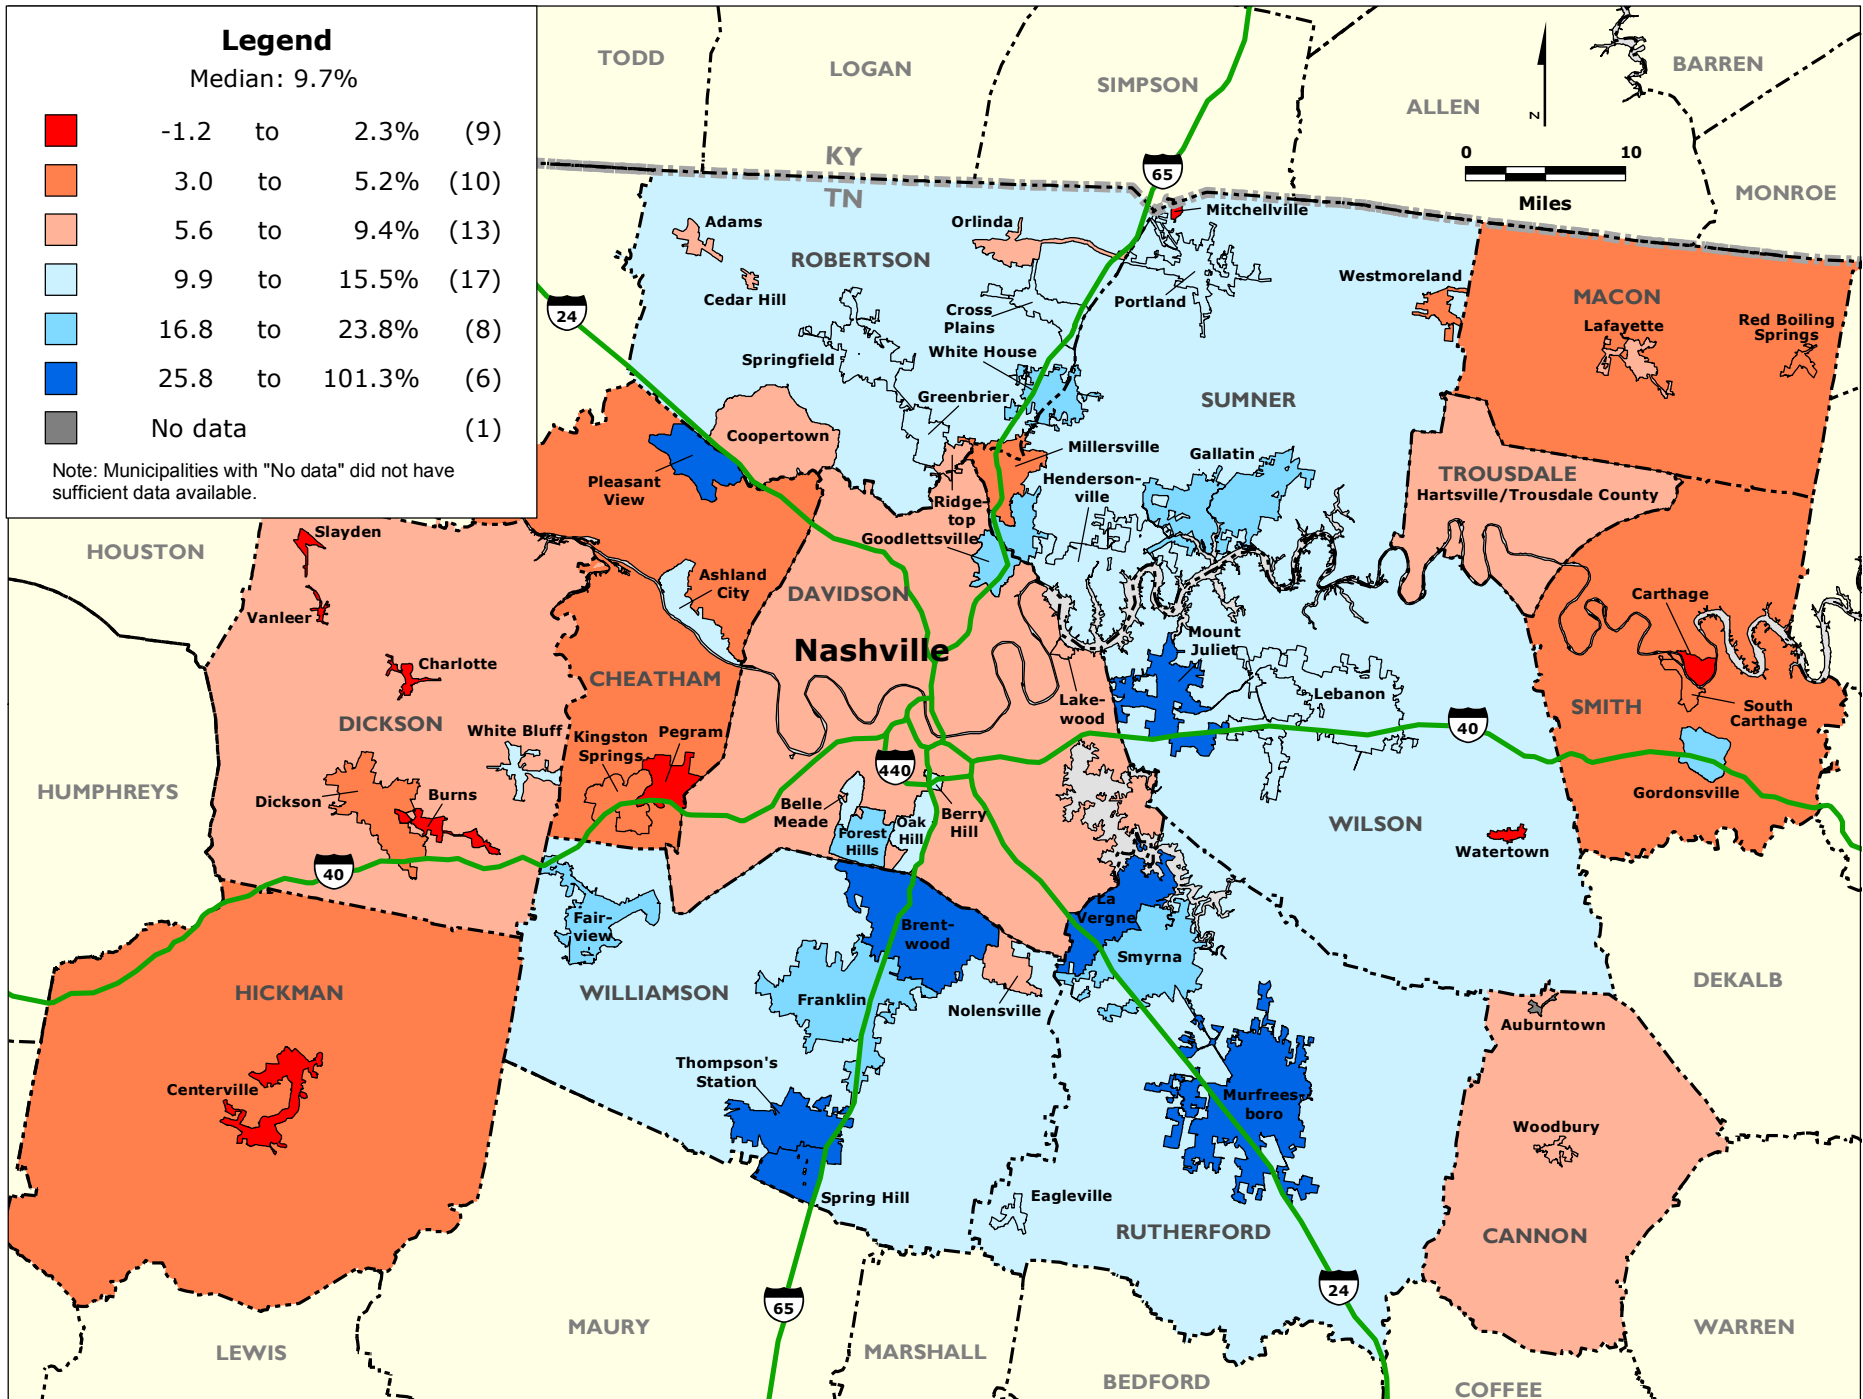 Legend
Median: 9.7%
-1.2 to 2.3% (9)
3.0 to 5.2% (10)
5.6 to 9.4% (13)
9.9 to 15.5% (17)
16.8 to 23.8% (8)
25.8 to 101.3% (6)
No data (1)
Note: Municipalities with "No data" did not have
sufficient data available.
TODD
LOGAN
SIMPSON
ALLEN
BARREN
MONROE
KY
TN
65
N
0 10
Miles
Adams
Orlinda
Mitchellville
ROBERTSON
Cedar Hill
Cross
Plains
Portland
Westmoreland
MACON
Lafayette
Red Boiling
Springs
24
Springfield
White House
Greenbrier
SUMNER
Coopertown
Millersville
Gallatin
Pleasant
View
Henderson-
ville
Ridge-
top
Goodlettsville
TROUSDALE
Hartsville/Trousdale County
HOUSTON
Slayden
Vanleer
Ashland
City
DAVIDSON
Nashville
Carthage
Charlotte
CHEATHAM
Mount
Juliet
Lebanon
Lake-
wood
SMITH
South
Carthage
DICKSON
White Bluff
Kingston
Springs
Pegram
40
440
HUMPHREYS
Dickson
Burns
Belle
Meade
Forest
Hills
Oak
Hill
Berry
Hill
WILSON
Gordonsville
Watertown
40
Fair-
view
Brent-
wood
La
Vergne
Smyrna
HICKMAN
WILLIAMSON
Franklin
Nolensville
DEKALB
Auburntown
Centerville
Thompson's
Station
Murfrees-
boro
Woodbury
Spring Hill
Eagleville
RUTHERFORD
CANNON
65
24
LEWIS
MAURY
MARSHALL
BEDFORD
COFFEE
WARREN